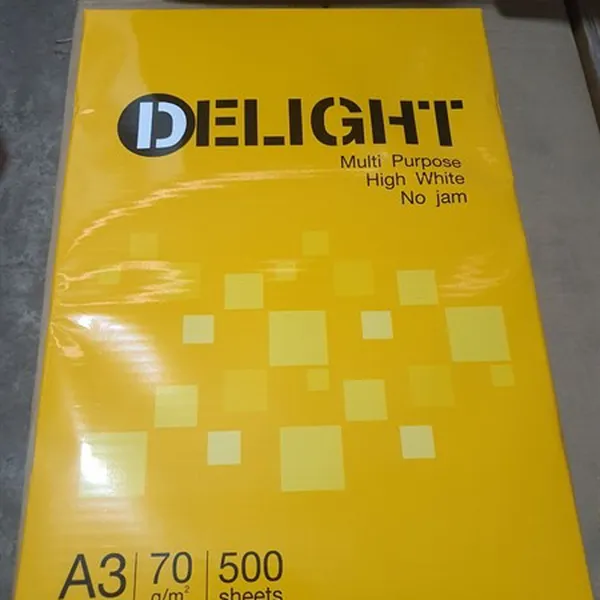 DELIGHT
Multi Purpose
High White
No jam
A3 70 500
g/m² sheets